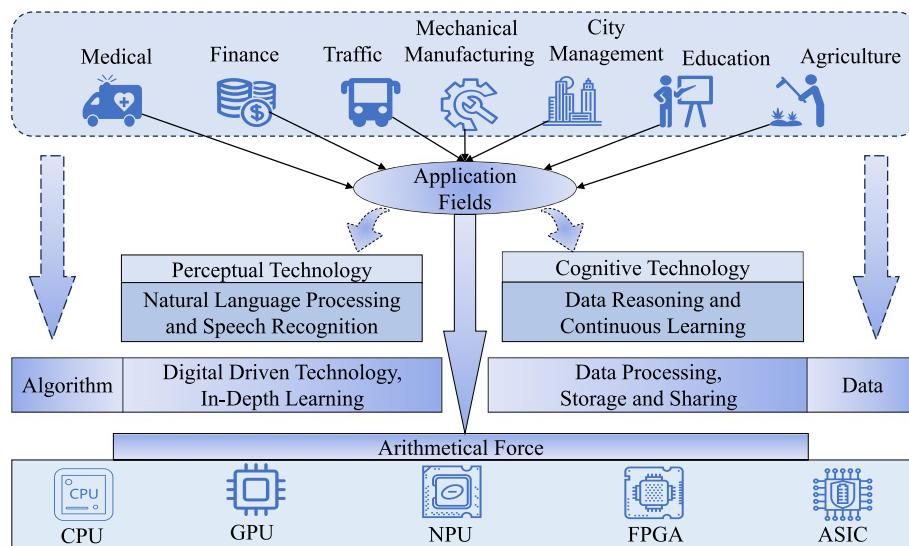 Medical
Finance
Traffic
Mechanical
Manufacturing
City
Management
Education
Agriculture
$
Application
Fields
Perceptual Technology
Natural Language Processing
and Speech Recognition
Cognitive Technology
Data Reasoning and
Continuous Learning
Algorithm
Digital Driven Technology,
In-Depth Learning
Data Processing,
Storage and Sharing
Data
Arithmetical Force
CPU
CPU
GPU
NPU
FPGA
ASIC